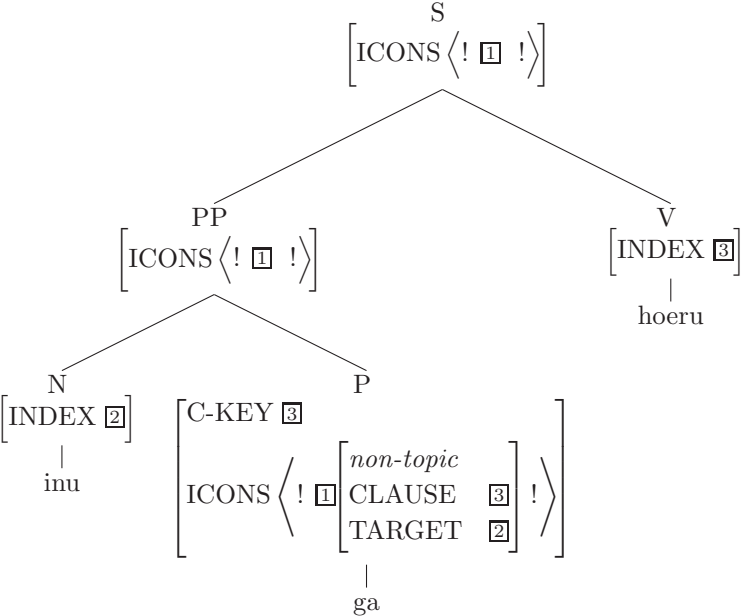 S
[ICONS ⟨! 1 !⟩]
PP
[ICONS ⟨! 1 !⟩]
V
[INDEX 3]
hoeru
N
[INDEX 2]
inu
P
C-KEY 3
ICONS ⟨! 1 [non-topic
CLAUSE 3
TARGET 2] !⟩
ga